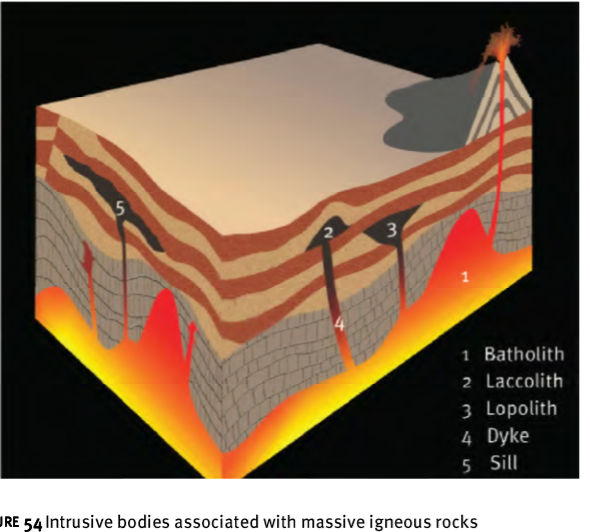 5
2
3
1
4
1 Batholith
2 Laccolith
3 Lopolith
4 Dyke
5 Sill
URE 54 Intrusive bodies associated with massive igneous rocks